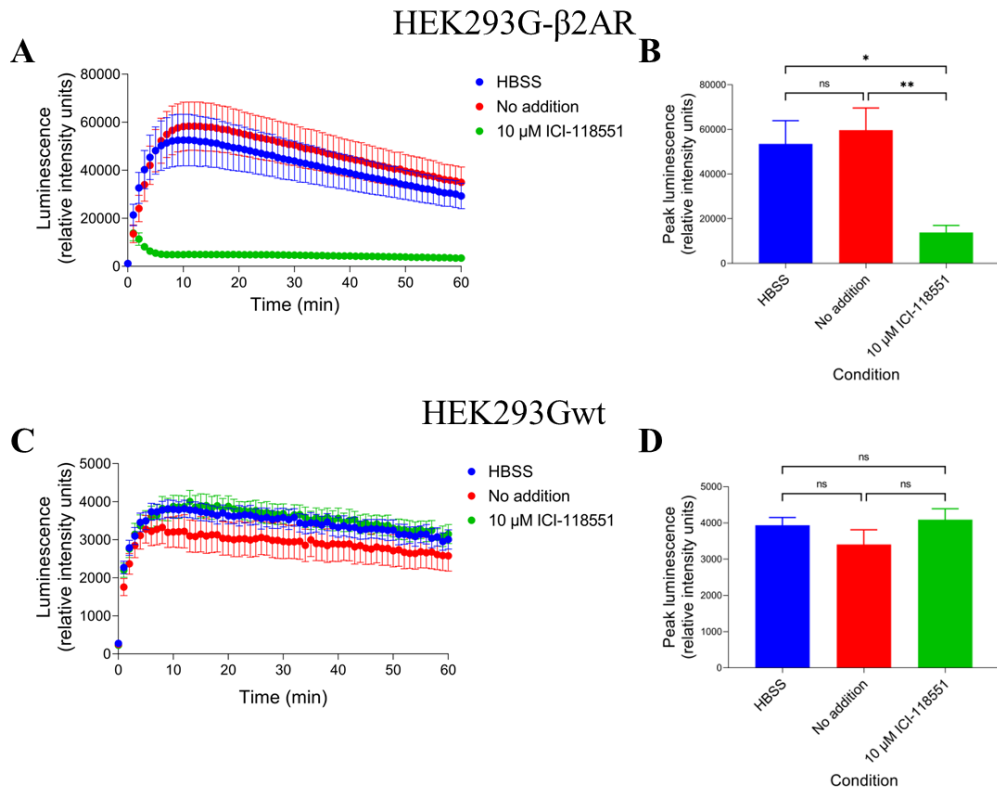 HEK293G-β2AR
A
Luminescence
(relative intensity units)
80000
60000
40000
20000
0
0
10
20
30
40
50
60
Time (min)
HBSS
No addition
10 µM ICI-118551
B
Peak luminescence
(relative intensity units)
80000
60000
40000
20000
0
*
ns
**
HBSS
No addition
10 µM ICI-118551
Condition
HEK293Gwt
C
Luminescence
(relative intensity units)
5000
4000
3000
2000
1000
0
0
10
20
30
40
50
60
Time (min)
HBSS
No addition
10 µM ICI-118551
D
Peak luminescence
(relative intensity units)
5000
4000
3000
2000
1000
0
ns
ns
ns
HBSS
No addition
10 µM ICI-118551
Condition